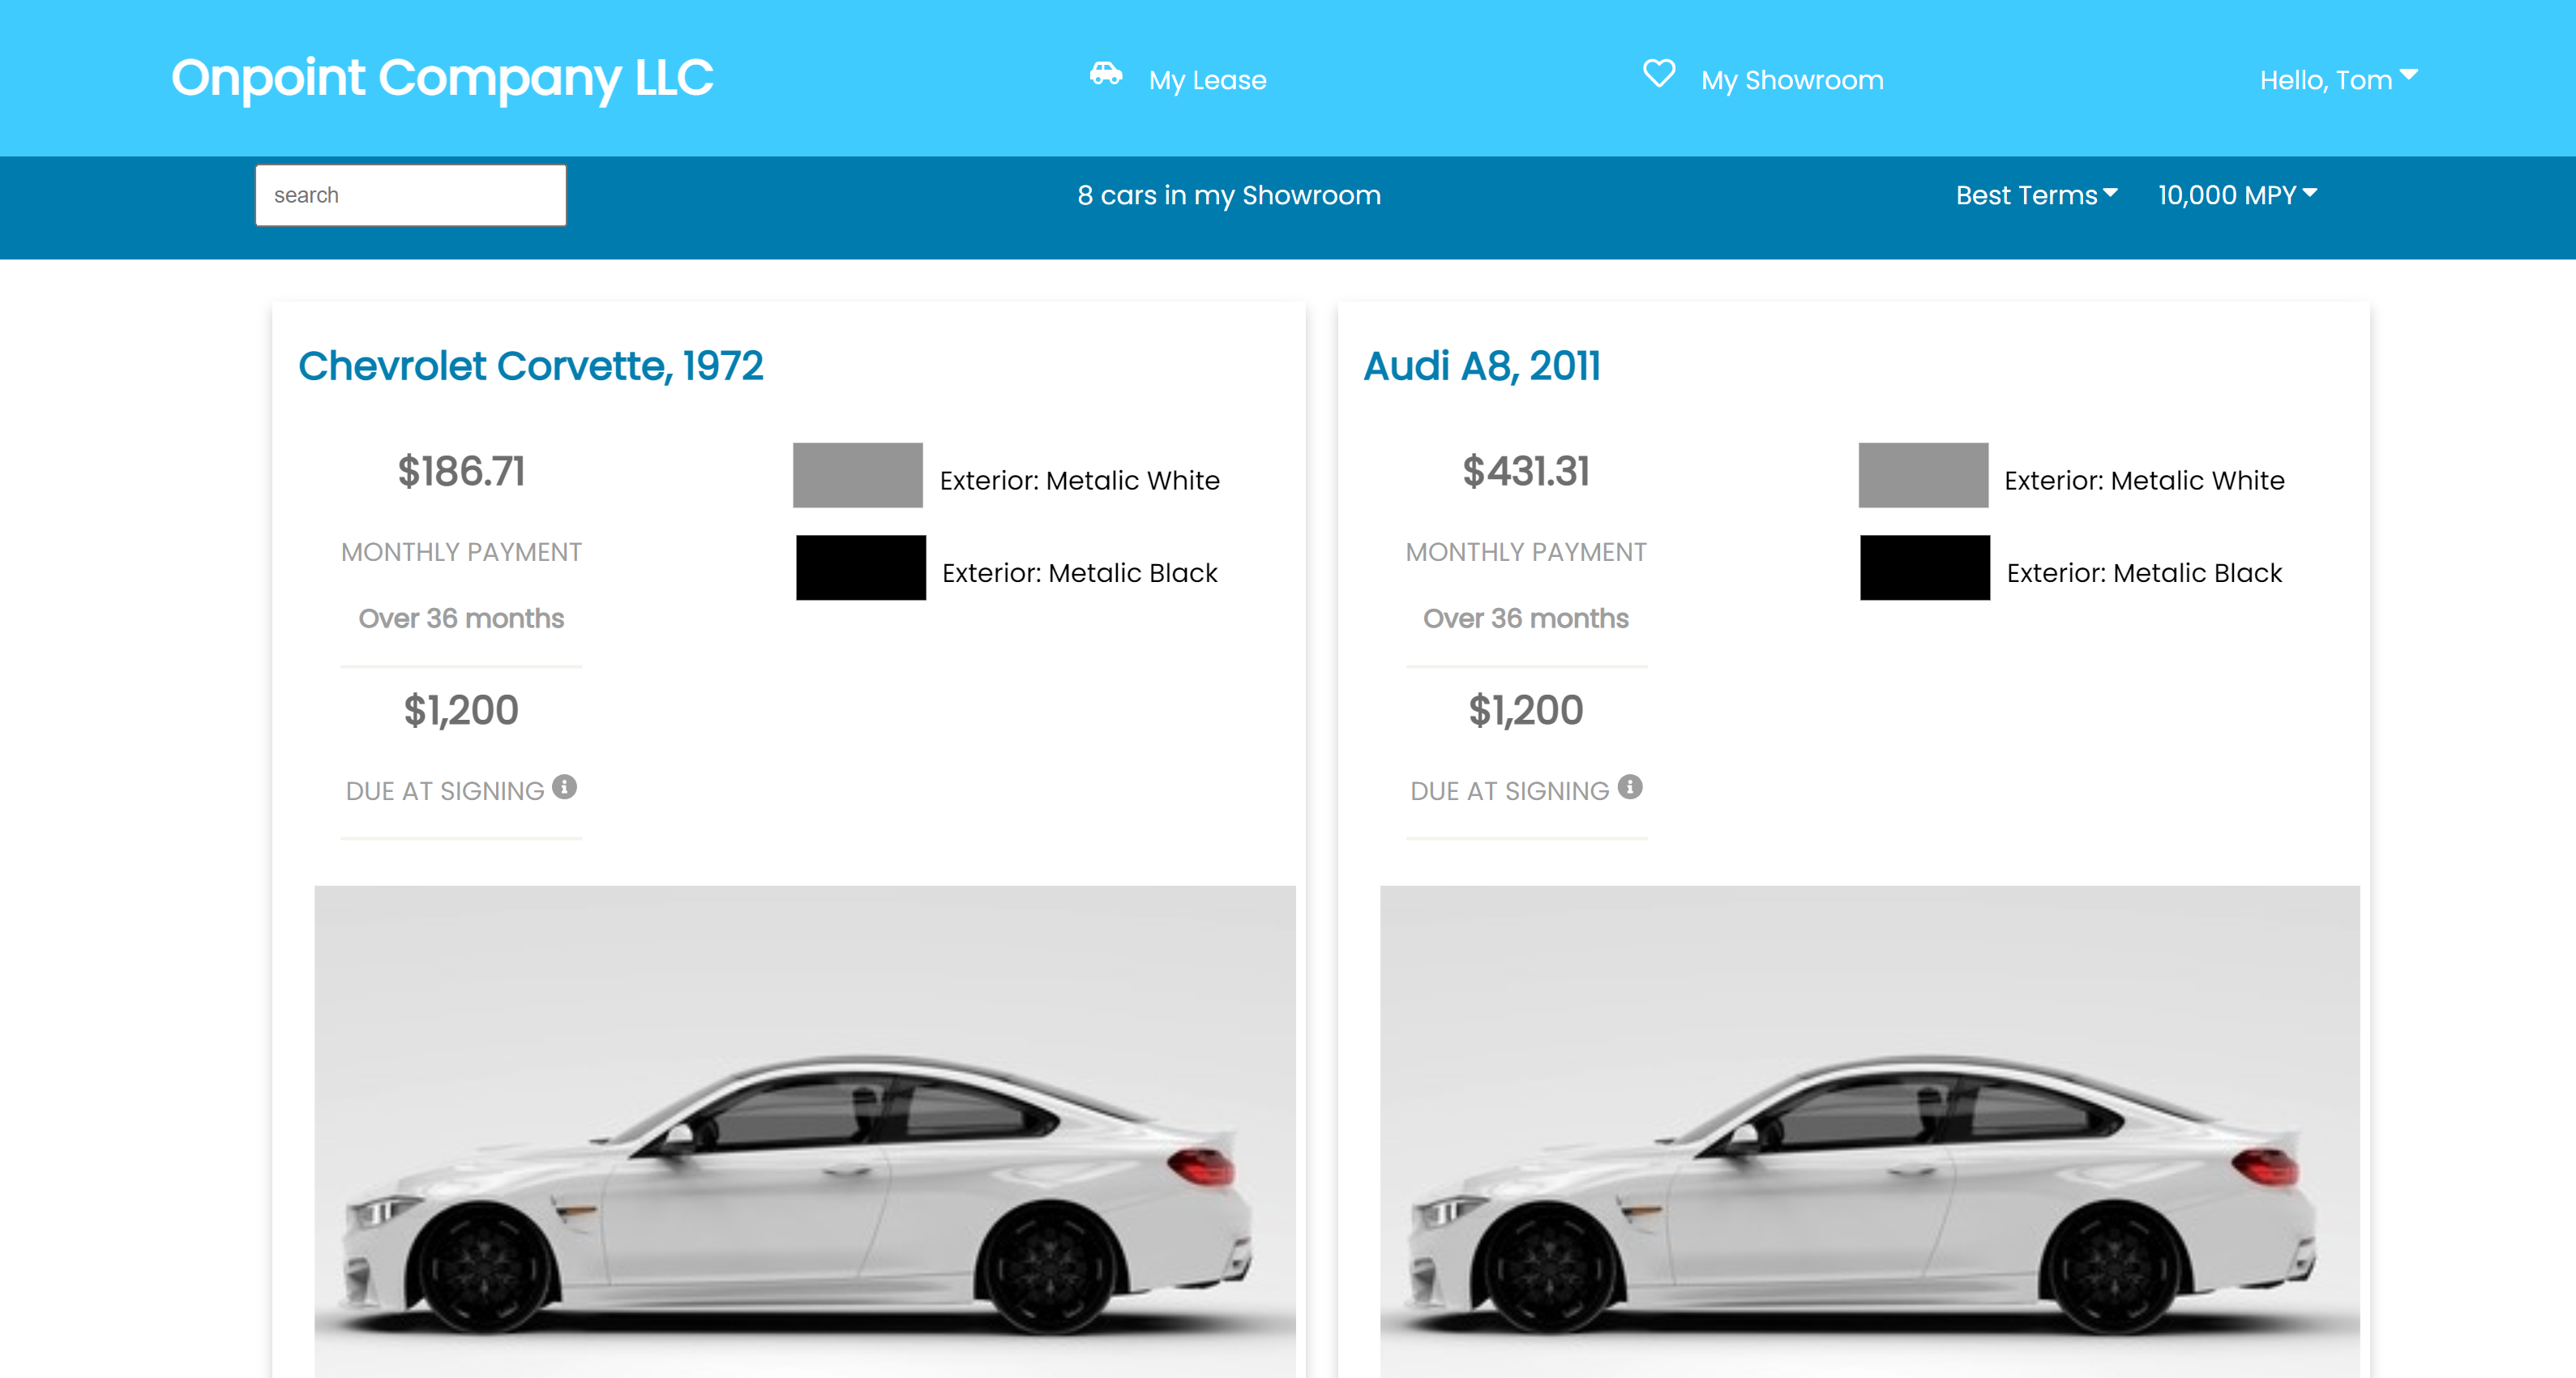 Onpoint Company LLC
My Lease
My Showroom
Hello, Tom
search
8 cars in my Showroom
Best Terms
10,000 MPY
Chevrolet Corvette, 1972
$186.71
MONTHLY PAYMENT
Over 36 months
$1,200
DUE AT SIGNING
Exterior: Metalic White
Exterior: Metalic Black
Audi A8, 2011
$431.31
MONTHLY PAYMENT
Over 36 months
$1,200
DUE AT SIGNING
Exterior: Metalic White
Exterior: Metalic Black